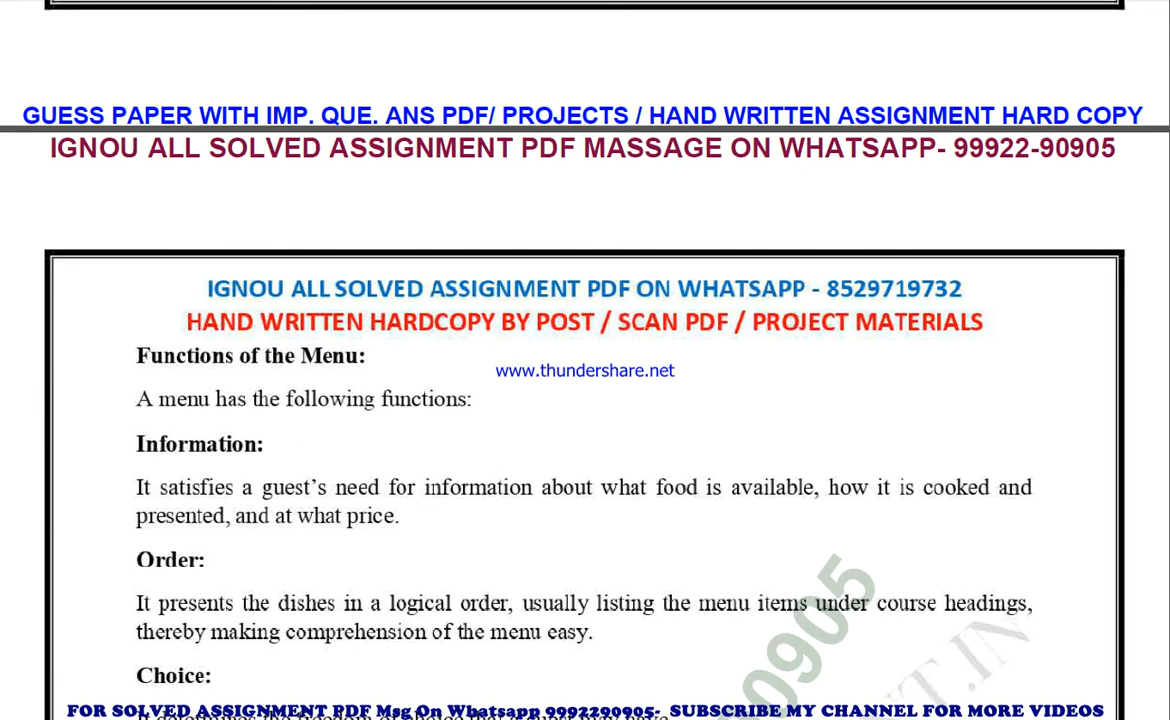 GUESS PAPER WITH IMP. QUE. ANS PDF/ PROJECTS / HAND WRITTEN ASSIGNMENT HARD COPY
IGNOU ALL SOLVED ASSIGNMENT PDF MASSAGE ON WHATSAPP- 99922-90905
IGNOU ALL SOLVED ASSIGNMENT PDF ON WHATSAPP - 8529719732
HAND WRITTEN HARDCOPY BY POST / SCAN PDF / PROJECT MATERIALS
Functions of the Menu:
www.thundershare.net
A menu has the following functions:
Information:
It satisfies a guest's need for information about what food is available, how it is cooked and
presented, and at what price.
Order:
It presents the dishes in a logical order, usually listing the menu items under course headings,
thereby making comprehension of the menu easy.
Choice:
FOR SOLVED ASSIGNMENT PDF Msg On Whatsapp 9992290905- SUBSCRIBE MY CHANNEL FOR MORE VIDEOS